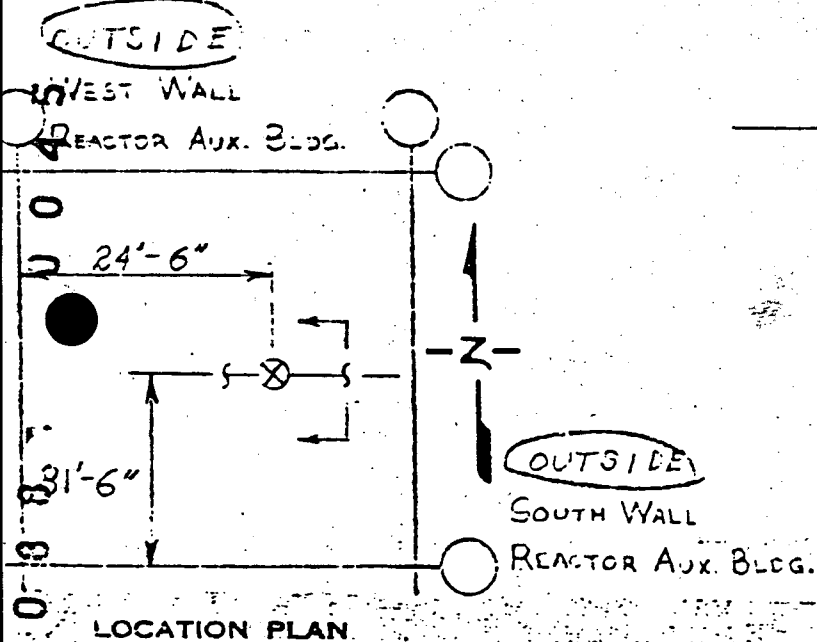 OUTSIDE
WEST WALL
REACTOR AUX. BLDG.
24'-6"
N
31'-6"
OUTSIDE
SOUTH WALL
REACTOR AUX. BLDG.
LOCATION PLAN